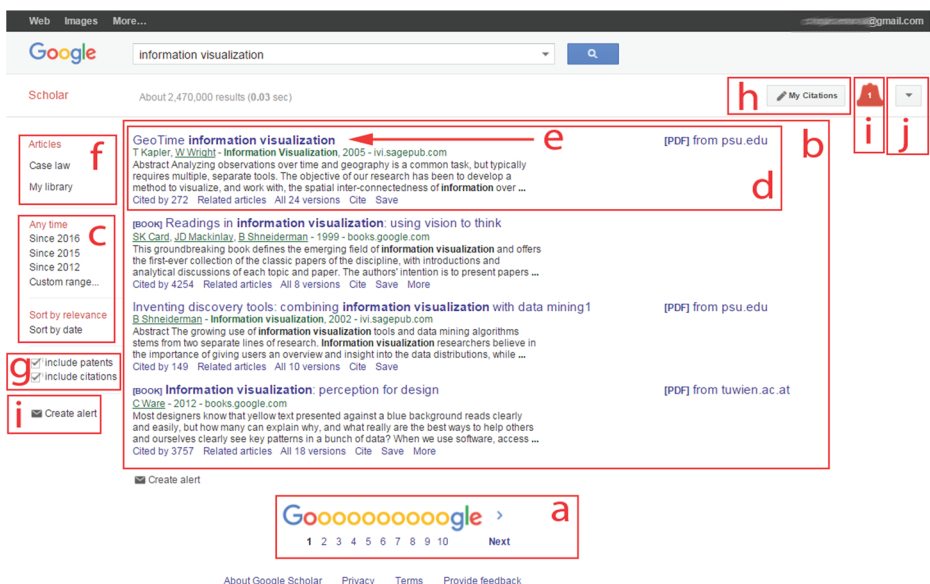 Web Images More…
@gmail.com
Google
information visualization
Scholar
About 2,470,000 results (0.03 sec)
h
My Citations
1
i
j
Articles
Case law
My library
f
Any time
Since 2016
Since 2015
Since 2012
Custom range...
c
Sort by relevance
Sort by date
g
include patents
include citations
i
Create alert
b
GeoTime information visualization
e
[PDF] from psu.edu
T Kapler, W Wright - Information Visualization, 2005 - ivi.sagepub.com
Abstract Analyzing observations over time and geography is a common task, but typically
requires multiple, separate tools. The objective of our research has been to develop a
method to visualize, and work with, the spatial inter-connectedness of information over ...
Cited by 272 Related articles All 24 versions Cite Save
d
[BOOK] Readings in information visualization: using vision to think
SK Card, JD Mackinlay, B Shneiderman - 1999 - books.google.com
This groundbreaking book defines the emerging field of information visualization and offers
the first-ever collection of the classic papers of the discipline, with introductions and
analytical discussions of each topic and paper. The authors' intention is to present papers ...
Cited by 4254 Related articles All 8 versions Cite Save More
Inventing discovery tools: combining information visualization with data mining1
[PDF] from psu.edu
B Shneiderman - Information visualization, 2002 - ivi.sagepub.com
Abstract The growing use of information visualization tools and data mining algorithms
stems from two separate lines of research. Information visualization researchers believe in
the importance of giving users an overview and insight into the data distributions, while ...
Cited by 149 Related articles All 10 versions Cite Save
[BOOK] Information visualization: perception for design
[PDF] from tuwien.ac.at
C Ware - 2012 - books.google.com
Most designers know that yellow text presented against a blue background reads clearly
and easily, but how many can explain why, and what really are the best ways to help others
and ourselves clearly see key patterns in a bunch of data? When we use software, access ...
Cited by 3757 Related articles All 18 versions Cite Save More
Create alert
Goooooooooogle
a
1 2 3 4 5 6 7 8 9 10 Next
About Google Scholar Privacy Terms Provide feedback